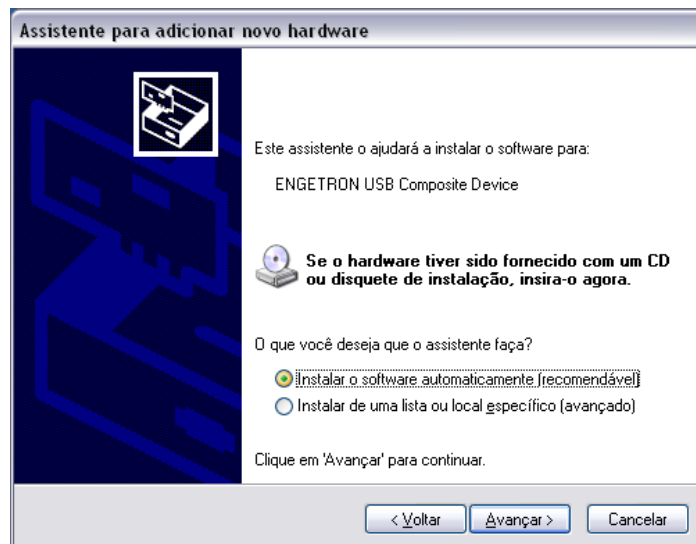 Assistente para adicionar novo hardware
Este assistente o ajudará a instalar o software para:
ENGETRON USB Composite Device
Se o hardware tiver sido fornecido com um CD
ou disquete de instalação, insira-o agora.
O que você deseja que o assistente faça?
Instalar o software automaticamente (recomendável)
Instalar de uma lista ou local específico (avançado)
Clique em 'Avançar' para continuar.
< Voltar Avançar > Cancelar